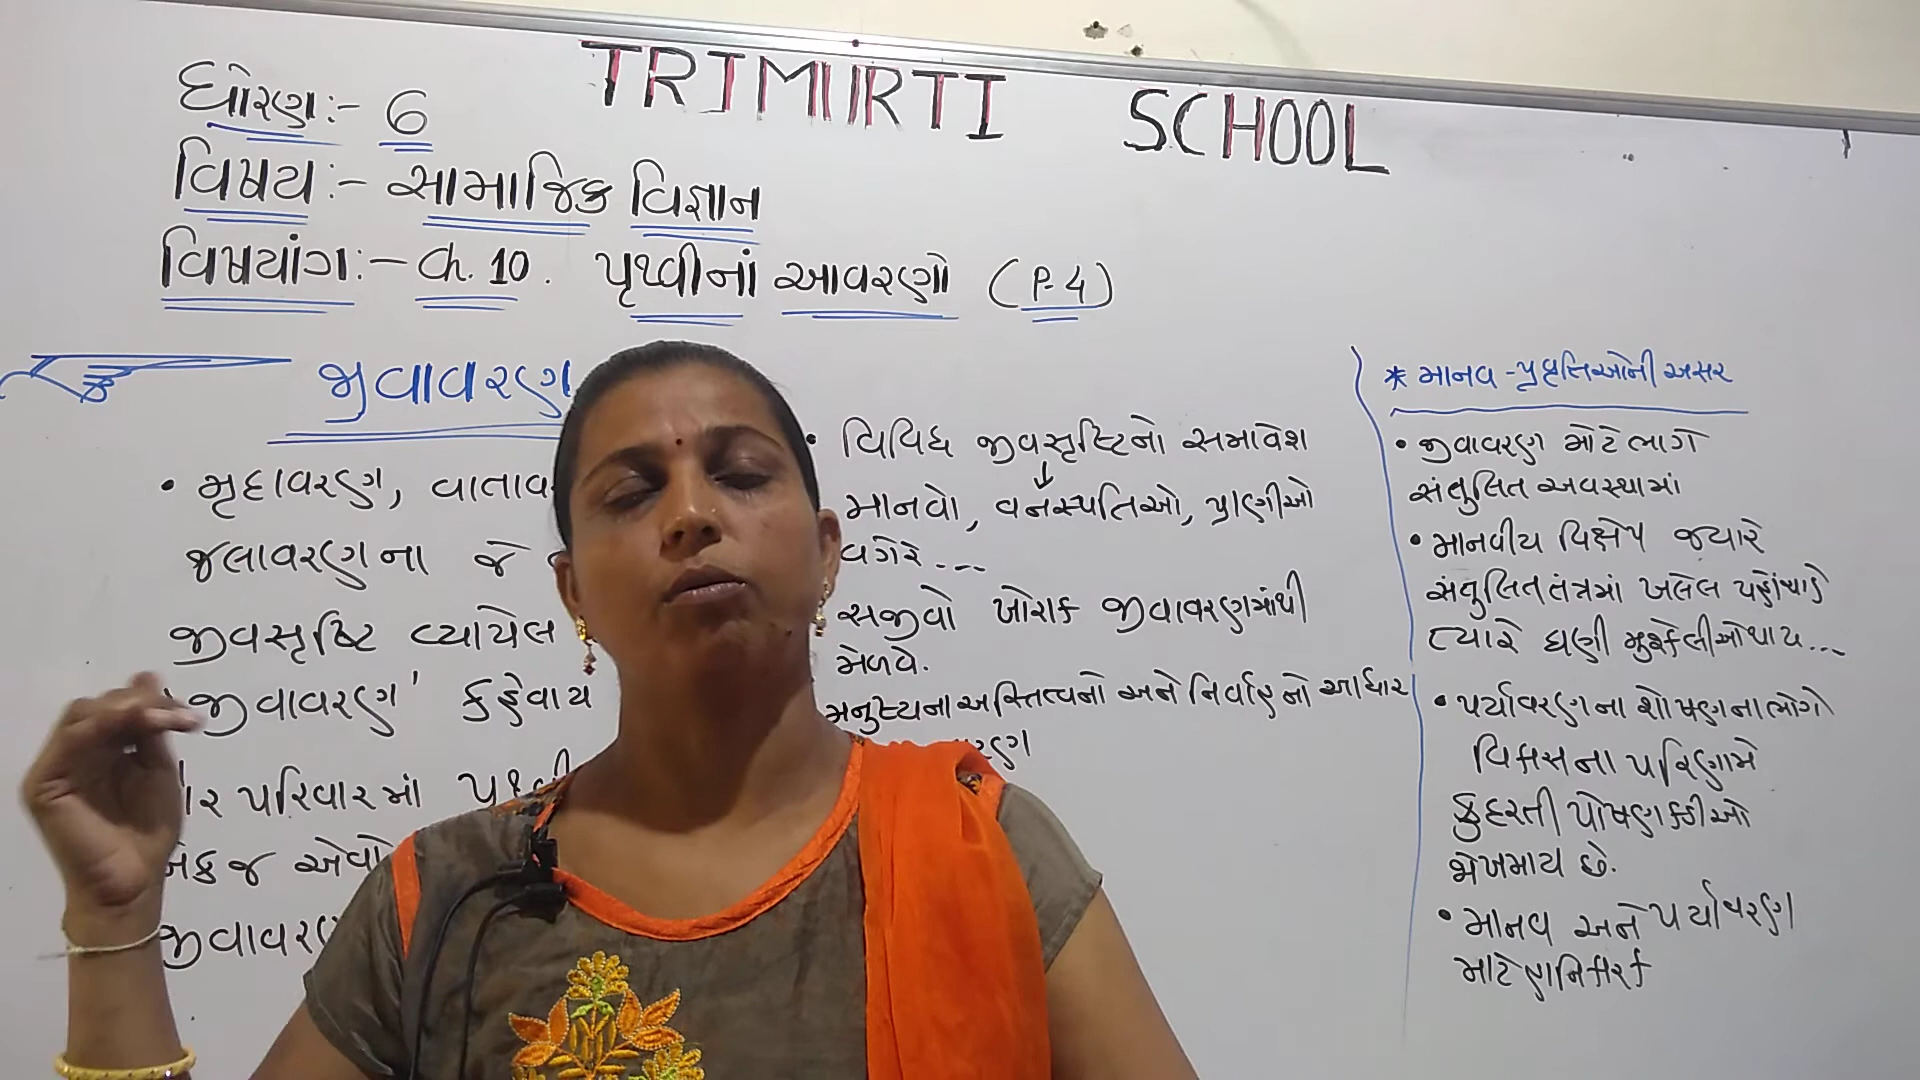 TRIMURTI SCHOOL
ધોરણ:- 6
વિષય:- સામાજિક વિજ્ઞાન
વિષયાંગ:- Ch. 10. પૃથ્વીનાં આવરણો (P-4)
જીવાવરણ
• મૃદાવરણ,
જલાવરણના જે
જીવસૃષ્ટિ વ્યાપેલ
જીવાવરણ' કહેવાય
પરિવારમાં
જ એવો
• વિવિધ જીવસૃષ્ટિનો સમાવેશ
↓
માનવો, વનસ્પતિઓ, પ્રાણીઓ
વગેરે...
સજીવો ખોરાક જીવાવરણમાંથી
મેળવે.
મનુષ્યના અસ્તિત્વનો અને નિર્વાહનો આધાર
* માનવ-પ્રવૃત્તિઓની અસર
• જીવાવરણ મોટે ભાગે
સંતુલિત અવસ્થામાં
• માનવીય વિક્ષેપ જ્યારે
સંતુલિત તંત્રમાં ખલેલ પહોંચાડે
ત્યારે ઘણી મુશ્કેલીઓ થાય...
• પર્યાવરણના શોષણના ભોગે
વિકાસના પરિણામે
કુદરતી પોષણકડીઓ
જોખમાય છે.
• માનવ અને પર્યાવરણ
માટે હાનિકારક